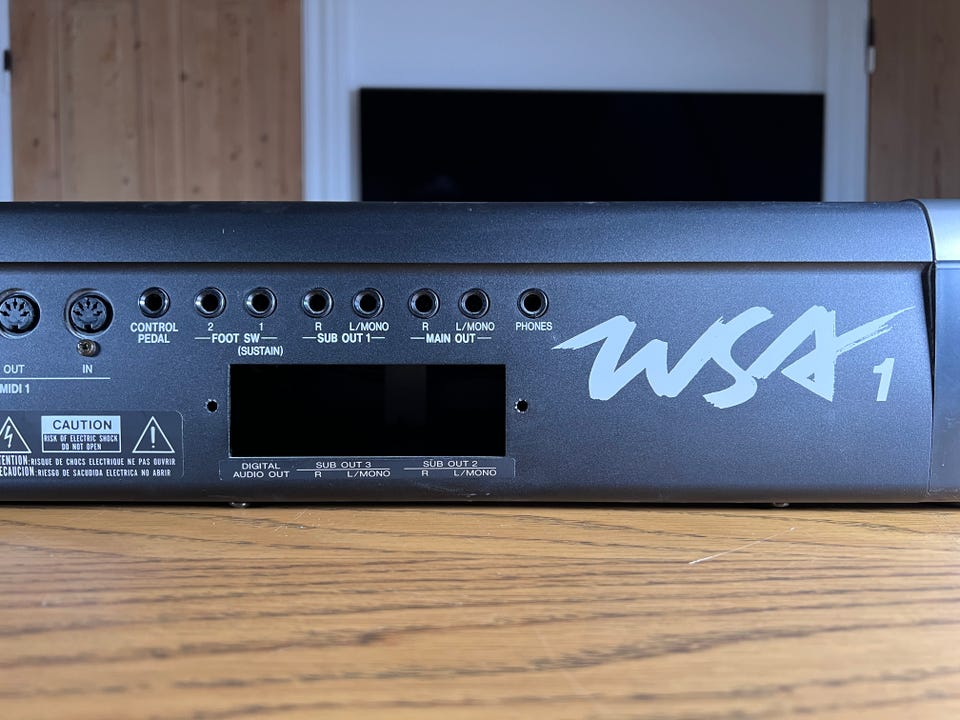 OUT
IN
MIDI 1
CONTROL
PEDAL
2
1
FOOT SW
(SUSTAIN)
R
L/MONO
SUB OUT 1
R
L/MONO
MAIN OUT
PHONES
WSA 1
CAUTION
RISK OF ELECTRIC SHOCK
DO NOT OPEN
TENTION: RISQUE DE CHOCS ELECTRIQUE NE PAS OUVRIR
ECAUCION: RIESGO DE SACUDIDA ELECTRICA NO ABRIR
DIGITAL
AUDIO OUT
SUB OUT 3
R
L/MONO
SUB OUT 2
R
L/MONO